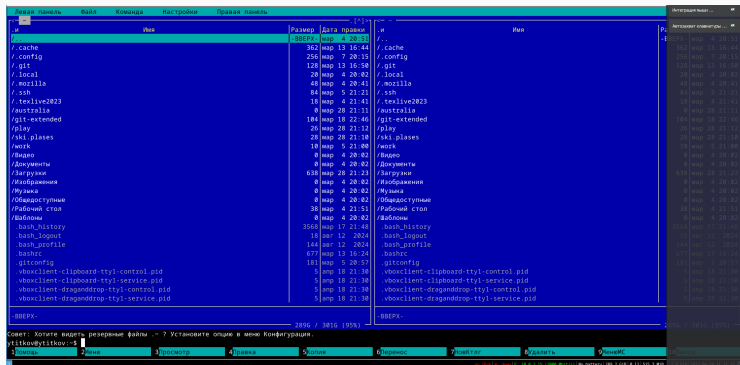 Левая панель Файл Команда Настройки Правая панель
.и Имя Размер Дата правки
/.. -ВВЕРХ- мар 4 20:51
/.cache 362 мар 13 16:44
/.config 256 мар 7 20:15
/.git 128 мар 13 16:50
/.local 20 мар 4 20:02
/.mozilla 48 мар 4 20:41
/.ssh 84 мар 5 21:21
/.texlive2023 18 мар 4 21:41
/australia 0 мар 28 21:11
/git-extended 104 мар 18 22:46
/play 26 мар 28 21:12
/ski.plases 28 мар 28 21:10
/work 10 мар 5 21:00
/Видео 0 мар 4 20:02
/Документы 0 мар 4 20:02
/Загрузки 638 мар 28 21:23
/Изображения 0 мар 4 20:02
/Музыка 0 мар 4 20:02
/Общедоступные 0 мар 4 20:02
/Рабочий стол 38 мар 4 21:51
/Шаблоны 0 мар 4 20:02
.bash_history 3568 мар 17 21:48
.bash_logout 18 авг 12 2024
.bash_profile 144 авг 12 2024
.bashrc 677 мар 13 16:24
.gitconfig 181 мар 5 20:57
.vboxclient-clipboard-tty1-control.pid 5 апр 18 21:30
.vboxclient-clipboard-tty1-service.pid 5 апр 18 21:30
.vboxclient-draganddrop-tty1-control.pid 5 апр 18 21:30
.vboxclient-draganddrop-tty1-service.pid 5 апр 18 21:30
-ВВЕРХ-
289G / 301G (95%)
.и Имя
/..
/.cache
/.config
/.git
/.local
/.mozilla
/.ssh
/.texlive2023
/australia
/git-extended
/play
/ski.plases
/work
/Видео
/Документы
/Загрузки
/Изображения
/Музыка
/Общедоступные
/Рабочий стол
/Шаблоны
.bash_history
.bash_logout
.bash_profile
.bashrc
.gitconfig
.vboxclient-clipboard-tty1-control.pid
.vboxclient-clipboard-tty1-service.pid
.vboxclient-draganddrop-tty1-control.pid
.vboxclient-draganddrop-tty1-service.pid
-ВВЕРХ-
Интеграция мыши ...
Автозахват клавиатуры ...
Совет: Хотите видеть резервные файлы .~ ? Установите опцию в меню Конфигурация.
ytitkov@ytitkov:~$
1Помощь 2Меню 3Просмотр 4Правка 5Копия 6Перенос 7НовКтлг 8Удалить 9МенюMC 10